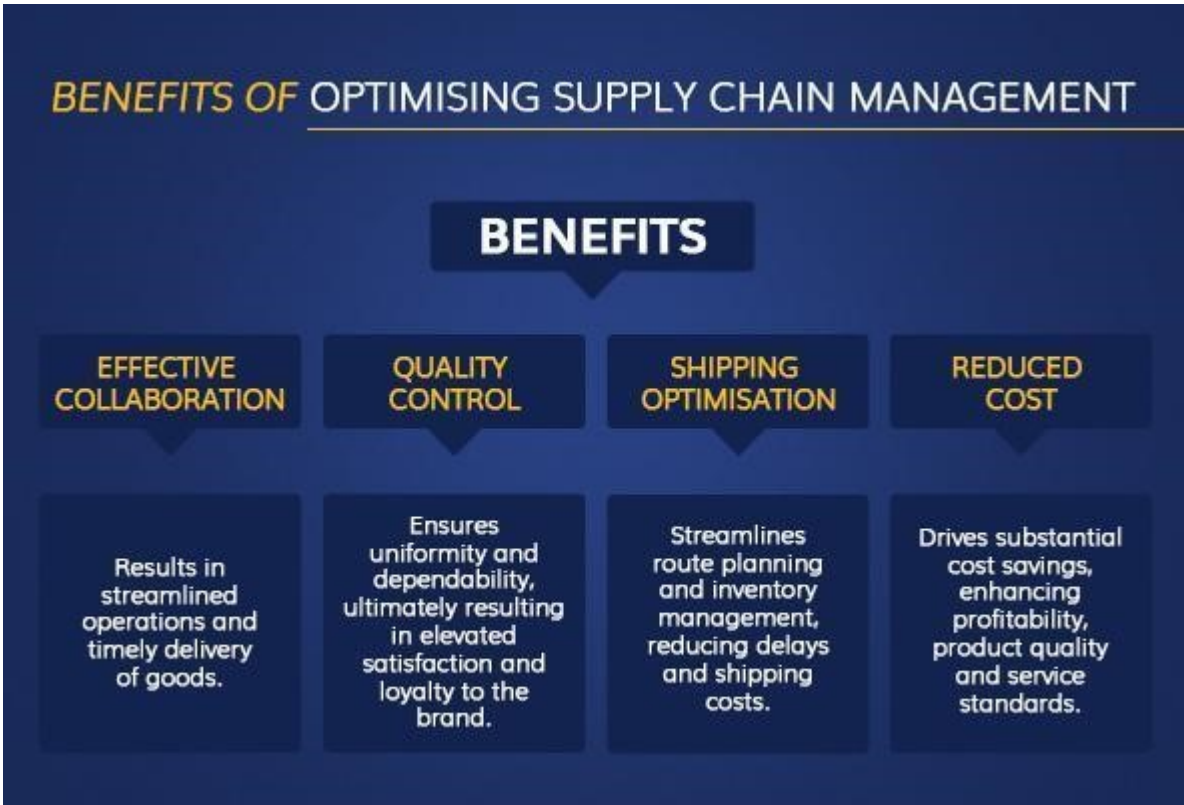 BENEFITS OF OPTIMISING SUPPLY CHAIN MANAGEMENT
BENEFITS
EFFECTIVE
COLLABORATION
Results in
streamlined
operations and
timely delivery
of goods.
QUALITY
CONTROL
Ensures
uniformity and
dependability,
ultimately resulting
in elevated
satisfaction and
loyalty to the
brand.
SHIPPING
OPTIMISATION
Streamlines
route planning
and inventory
management,
reducing delays
and shipping
costs.
REDUCED
COST
Drives substantial
cost savings,
enhancing
profitability,
product quality
and service
standards.